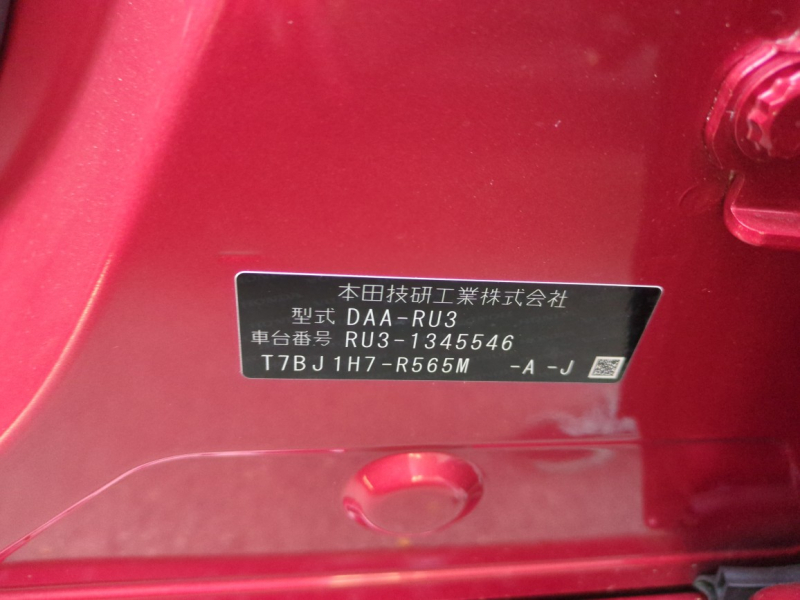 本田技研工業株式会社
型式 DAA-RU3
車台番号 RU3-1345546
T7BJ1H7-R565M -A -J